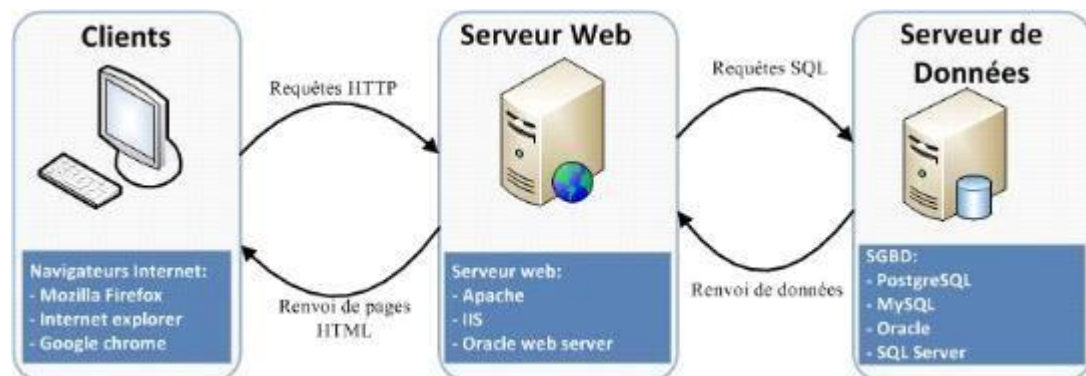 Clients
Requêtes HTTP
Renvoi de pages
HTML
Navigateurs Internet:
- Mozilla Firefox
- Internet explorer
- Google chrome
Serveur Web
Requêtes SQL
Renvoi de données
Serveur web:
- Apache
- IIS
- Oracle web server
Serveur de
Données
SGBD:
- PostgreSQL
- MySQL
- Oracle
- SQL Server